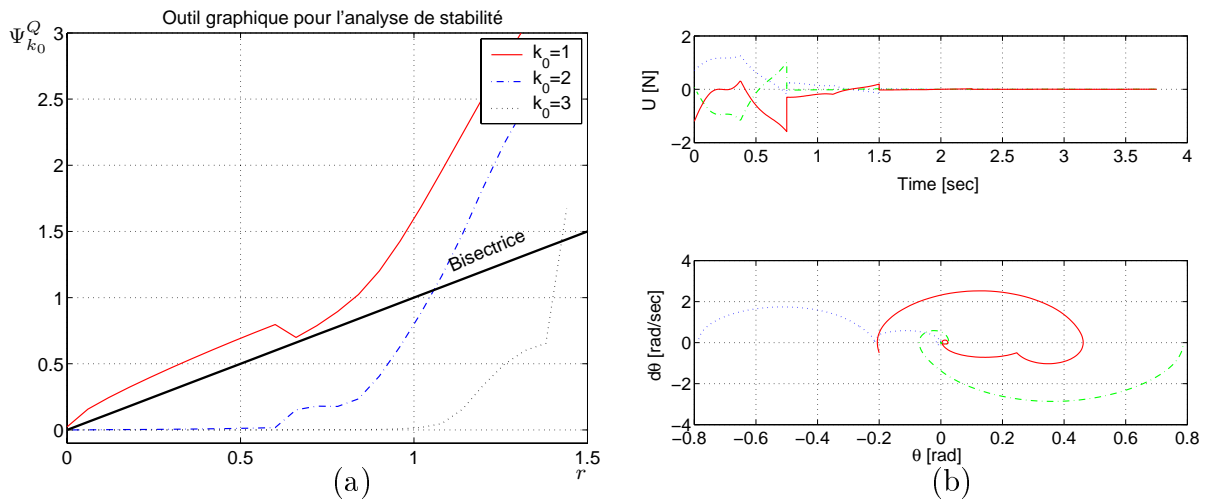 Outil graphique pour l'analyse de stabilité
Ψ_{k_0}^Q
3
2.5
2
1.5
1
0.5
0
k_0=1
k_0=2
k_0=3
Bisectrice
0
0.5
1
1.5
r
(a)
U [N]
2
0
−2
0
0.5
1
1.5
2
2.5
3
3.5
4
Time [sec]
dθ [rad/sec]
4
2
0
−2
−4
−0.8
−0.6
−0.4
−0.2
0
0.2
0.4
0.6
0.8
θ [rad]
(b)